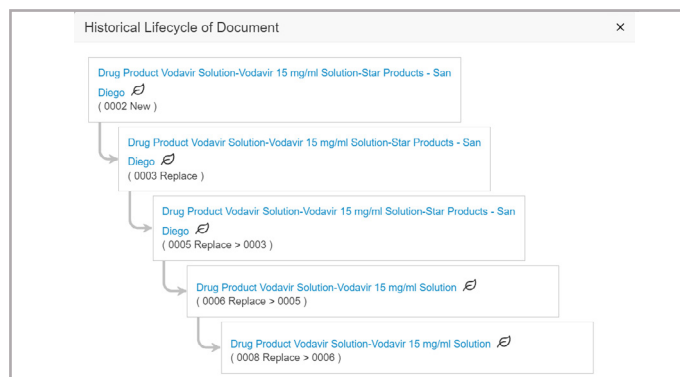 Historical Lifecycle of Document ×
Drug Product Vodavir Solution-Vodavir 15 mg/ml Solution-Star Products - San
Diego
( 0002 New )
Drug Product Vodavir Solution-Vodavir 15 mg/ml Solution-Star Products - San
Diego
( 0003 Replace )
Drug Product Vodavir Solution-Vodavir 15 mg/ml Solution-Star Products - San
Diego
( 0005 Replace > 0003 )
Drug Product Vodavir Solution-Vodavir 15 mg/ml Solution
( 0006 Replace > 0005 )
Drug Product Vodavir Solution-Vodavir 15 mg/ml Solution
( 0008 Replace > 0006 )